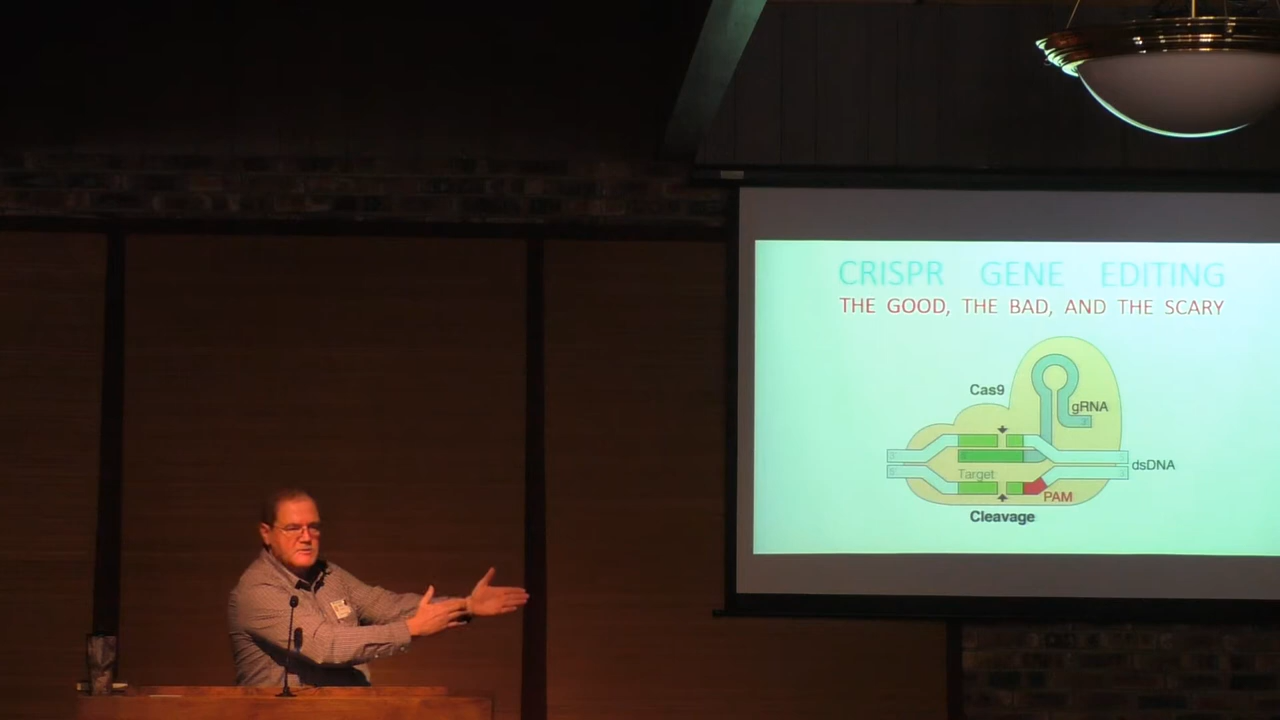 CRISPR GENE EDITING
THE GOOD, THE BAD, AND THE SCARY
Cas9
gRNA
dsDNA
Target
PAM
Cleavage